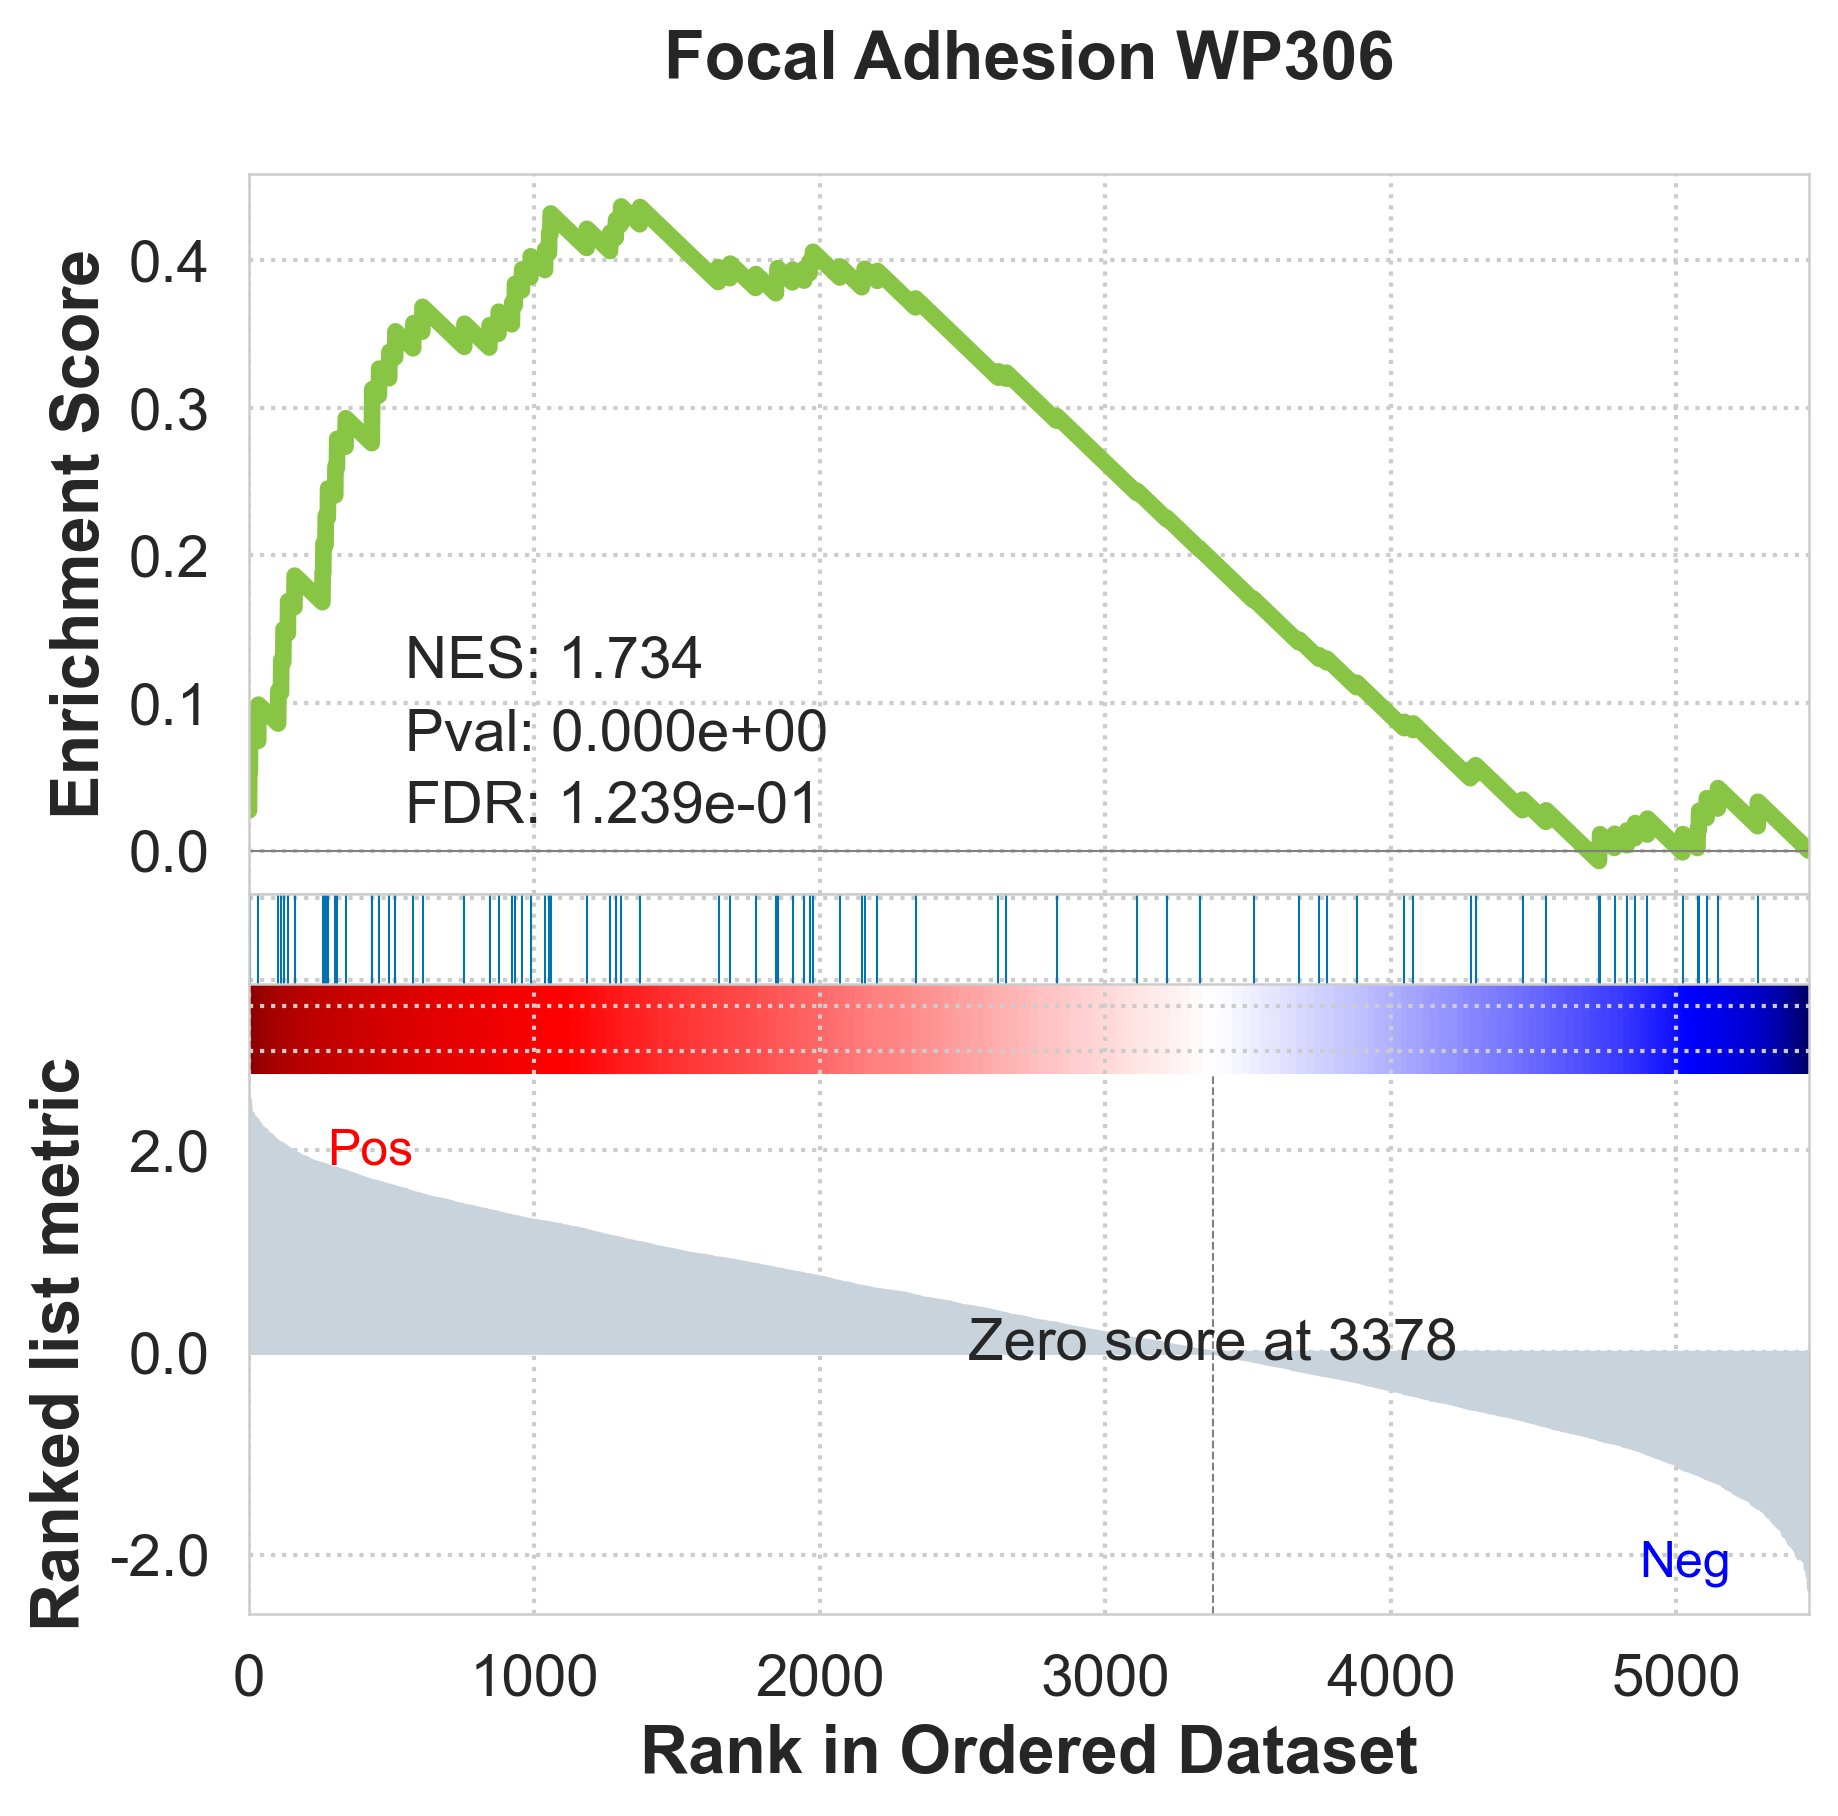 Focal Adhesion WP306
Enrichment Score
0.4
0.3
0.2
0.1
0.0
NES: 1.734
Pval: 0.000e+00
FDR: 1.239e-01
Ranked list metric
2.0
0.0
-2.0
Pos
Zero score at 3378
Neg
0 1000 2000 3000 4000 5000
Rank in Ordered Dataset